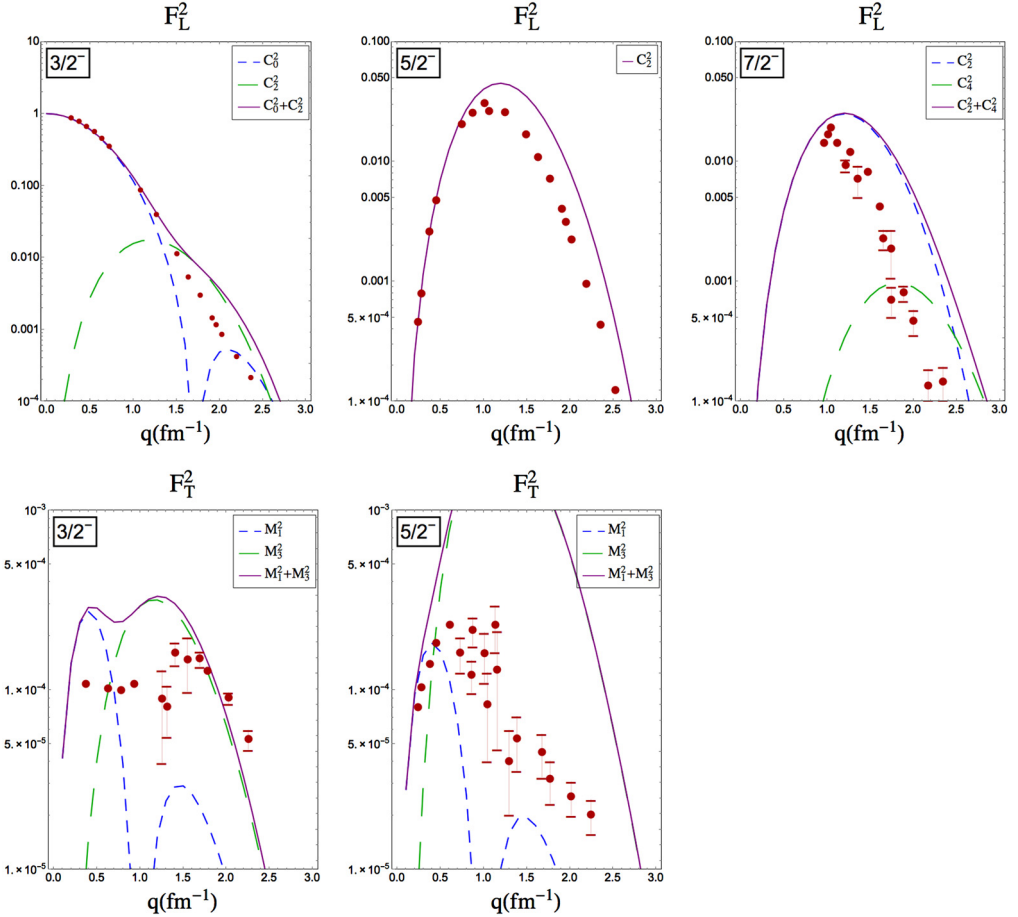 F_L^2
3/2⁻
C_0^2
C_2^2
C_0^2+C_2^2
10
1
0.100
0.010
0.001
10⁻⁴
0.0 0.5 1.0 1.5 2.0 2.5 3.0
q(fm⁻¹)
F_L^2
5/2⁻
C_2^2
0.100
0.050
0.010
0.005
0.001
5.×10⁻⁴
1.×10⁻⁴
0.0 0.5 1.0 1.5 2.0 2.5 3.0
q(fm⁻¹)
F_L^2
7/2⁻
C_2^2
C_4^2
C_2^2+C_4^2
0.100
0.050
0.010
0.005
0.001
5.×10⁻⁴
1.×10⁻⁴
0.0 0.5 1.0 1.5 2.0 2.5 3.0
q(fm⁻¹)
F_T^2
3/2⁻
M_1^2
M_3^2
M_1^2+M_3^2
10⁻³
5.×10⁻⁴
1.×10⁻⁴
5.×10⁻⁵
1.×10⁻⁵
0.0 0.5 1.0 1.5 2.0 2.5 3.0
q(fm⁻¹)
F_T^2
5/2⁻
M_1^2
M_3^2
M_1^2+M_3^2
10⁻³
5.×10⁻⁴
1.×10⁻⁴
5.×10⁻⁵
1.×10⁻⁵
0.0 0.5 1.0 1.5 2.0 2.5 3.0
q(fm⁻¹)